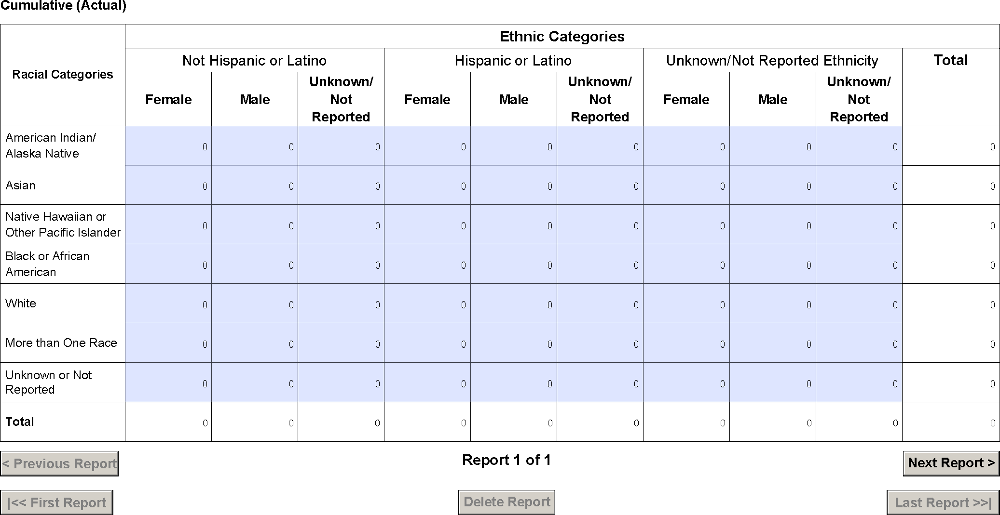 Cumulative (Actual)
Ethnic Categories
Racial Categories
Not Hispanic or Latino Hispanic or Latino Unknown/Not Reported Ethnicity Total
Female Male Unknown/ Not Reported Female Male Unknown/ Not Reported Female Male Unknown/ Not Reported
American Indian/
Alaska Native 0 0 0 0 0 0 0 0 0 0
Asian 0 0 0 0 0 0 0 0 0 0
Native Hawaiian or
Other Pacific Islander 0 0 0 0 0 0 0 0 0 0
Black or African
American 0 0 0 0 0 0 0 0 0 0
White 0 0 0 0 0 0 0 0 0 0
More than One Race 0 0 0 0 0 0 0 0 0 0
Unknown or Not
Reported 0 0 0 0 0 0 0 0 0 0
Total 0 0 0 0 0 0 0 0 0 0
< Previous Report Report 1 of 1 Next Report >
|<< First Report Delete Report Last Report >>|